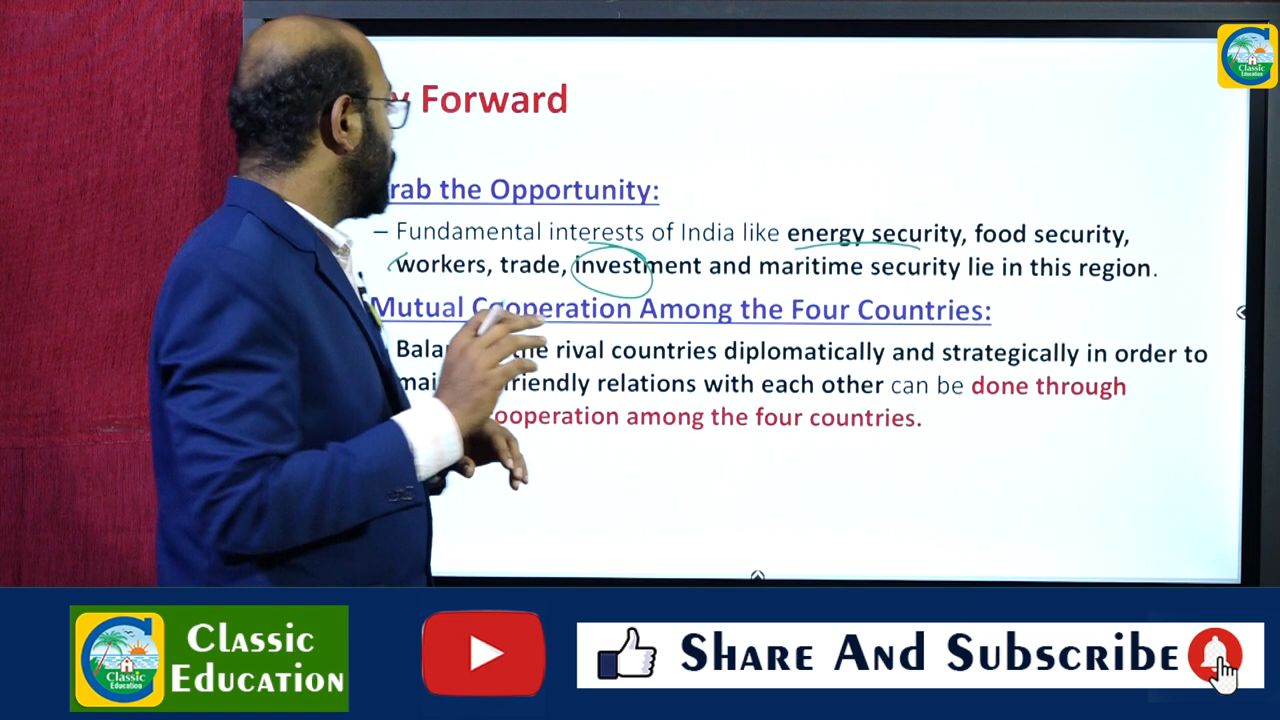 Classic
Education
Forward
rab the Opportunity:
– Fundamental interests of India like energy security, food security,
workers, trade, investment and maritime security lie in this region.
Mutual Cooperation Among the Four Countries:
rival countries diplomatically and strategically in order to
friendly relations with each other can be done through
cooperation among the four countries.
Classic
Education
Classic
Education
Share And Subscribe